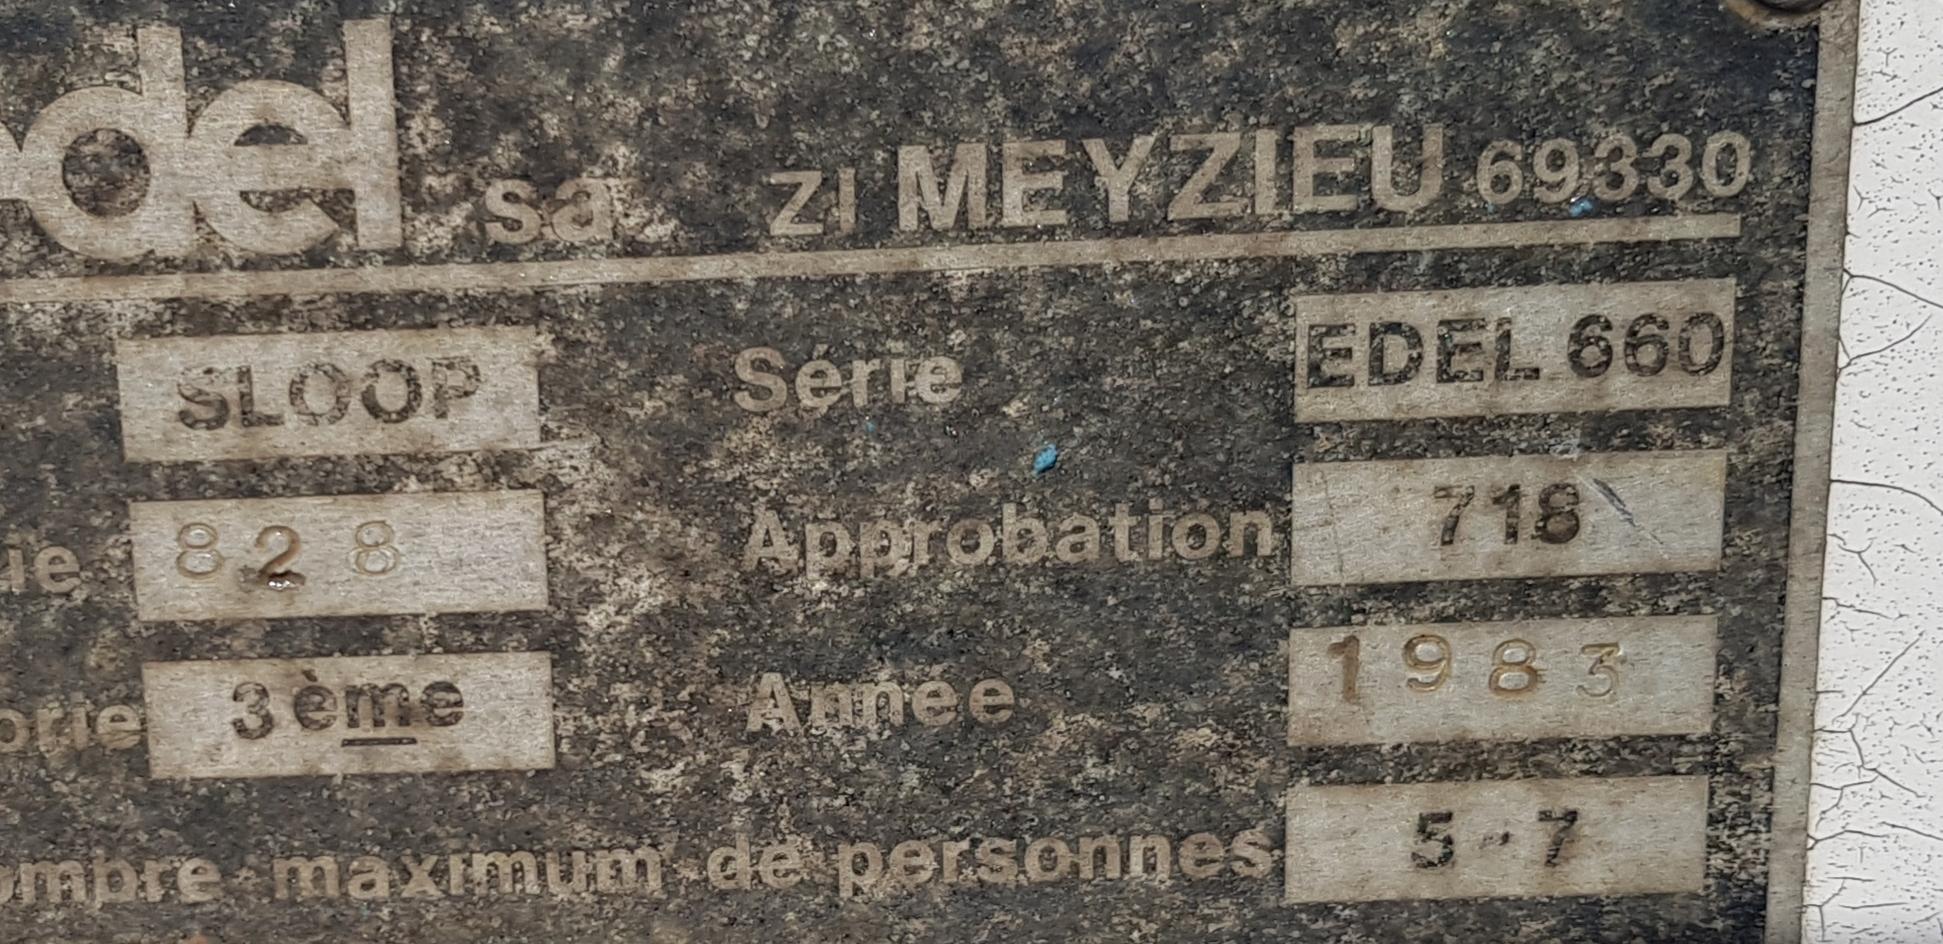 edel sa ZI MEYZIEU 69330
SLOOP Série EDEL 660
ue 828 Approbation 718
orie 3ème Année 1983
ombre maximum de personnes 5-7